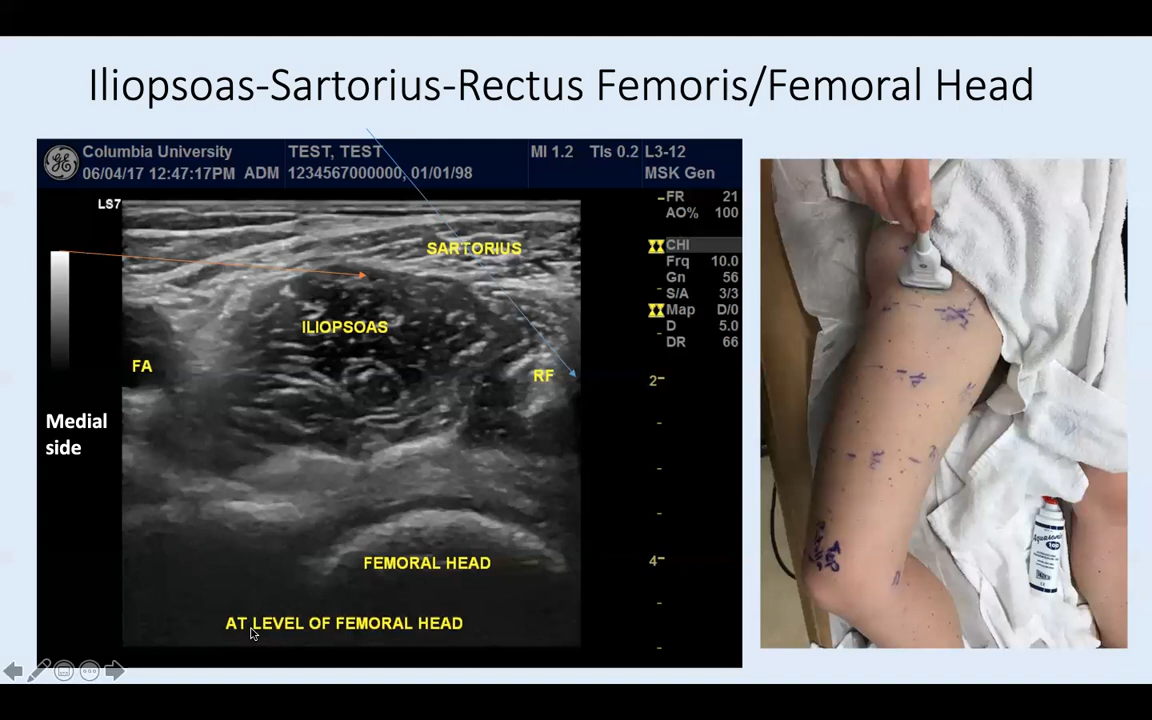 Iliopsoas-Sartorius-Rectus Femoris/Femoral Head
Columbia University
06/04/17 12:47:17PM ADM
TEST, TEST
1234567000000, 01/01/98
MI 1.2 TIs 0.2
L3-12
MSK Gen
LS7
FR 21
AO% 100
CHI
Frq 10.0
Gn 56
S/A 3/3
Map D/0
D 5.0
DR 66
SARTORIUS
ILIOPSOAS
FA
RF
2
Medial
side
4
FEMORAL HEAD
AT LEVEL OF FEMORAL HEAD
Aquasonic